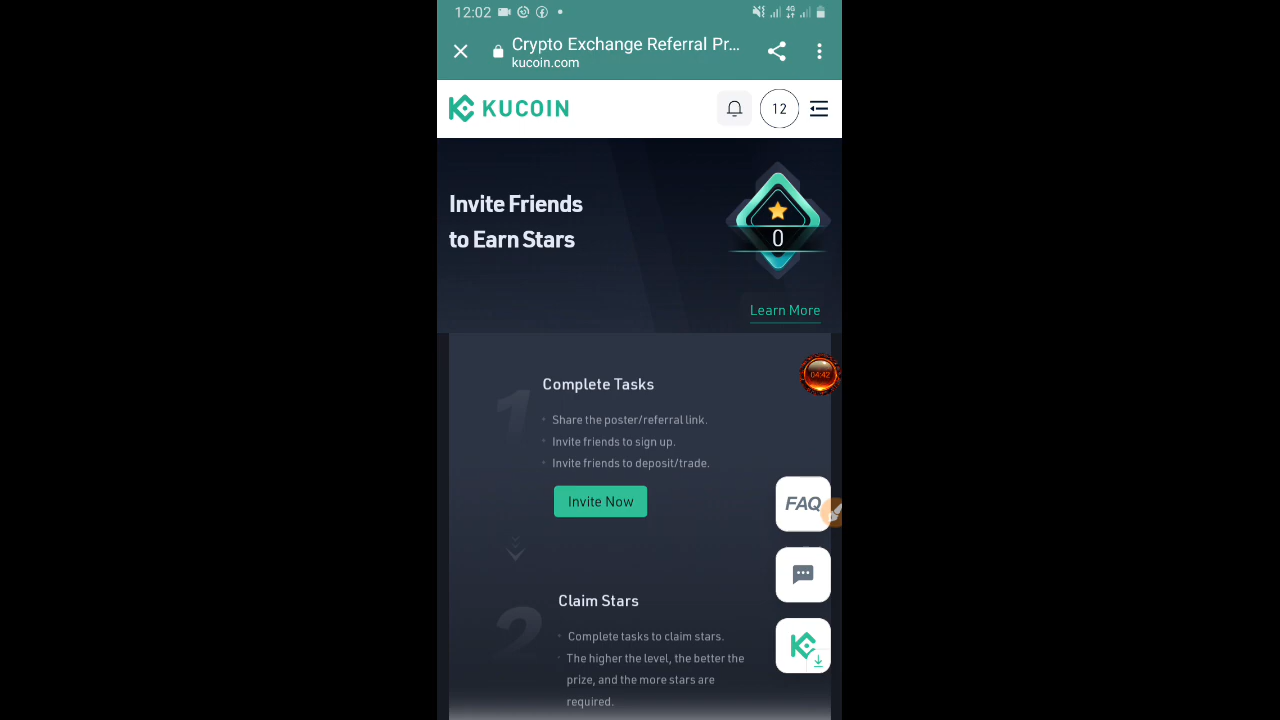 12:02
4G
Crypto Exchange Referral Pr...
kucoin.com
KUCOIN
12
Invite Friends
to Earn Stars
0
Learn More
04:42
1
Complete Tasks
Share the poster/referral link.
Invite friends to sign up.
Invite friends to deposit/trade.
Invite Now
FAQ
2
Claim Stars
Complete tasks to claim stars.
The higher the level, the better the
prize, and the more stars are
required.